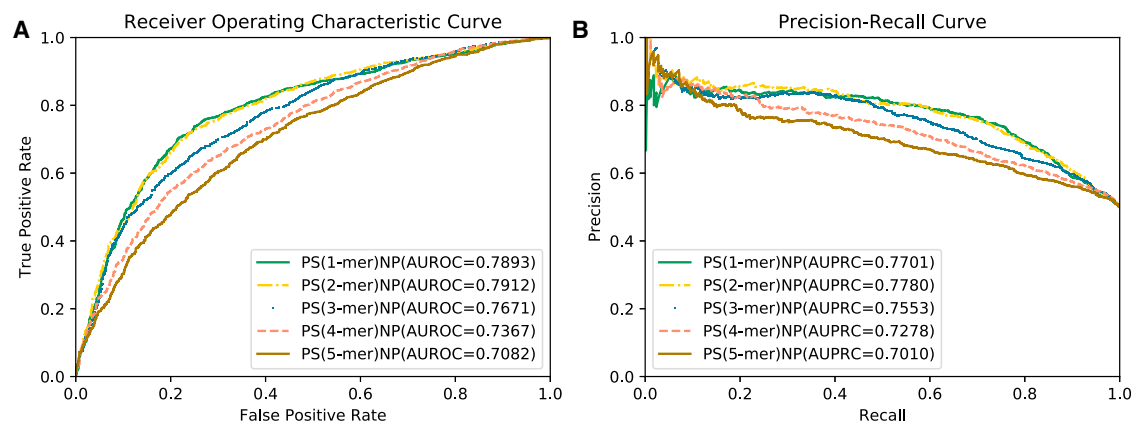 A
Receiver Operating Characteristic Curve
1.0
0.8
0.6
0.4
0.2
0.0
True Positive Rate
0.0
0.2
0.4
0.6
0.8
1.0
False Positive Rate
PS(1-mer)NP(AUROC=0.7893)
PS(2-mer)NP(AUROC=0.7912)
PS(3-mer)NP(AUROC=0.7671)
PS(4-mer)NP(AUROC=0.7367)
PS(5-mer)NP(AUROC=0.7082)
B
Precision-Recall Curve
1.0
0.8
0.6
0.4
0.2
0.0
Precision
0.0
0.2
0.4
0.6
0.8
1.0
Recall
PS(1-mer)NP(AUPRC=0.7701)
PS(2-mer)NP(AUPRC=0.7780)
PS(3-mer)NP(AUPRC=0.7553)
PS(4-mer)NP(AUPRC=0.7278)
PS(5-mer)NP(AUPRC=0.7010)